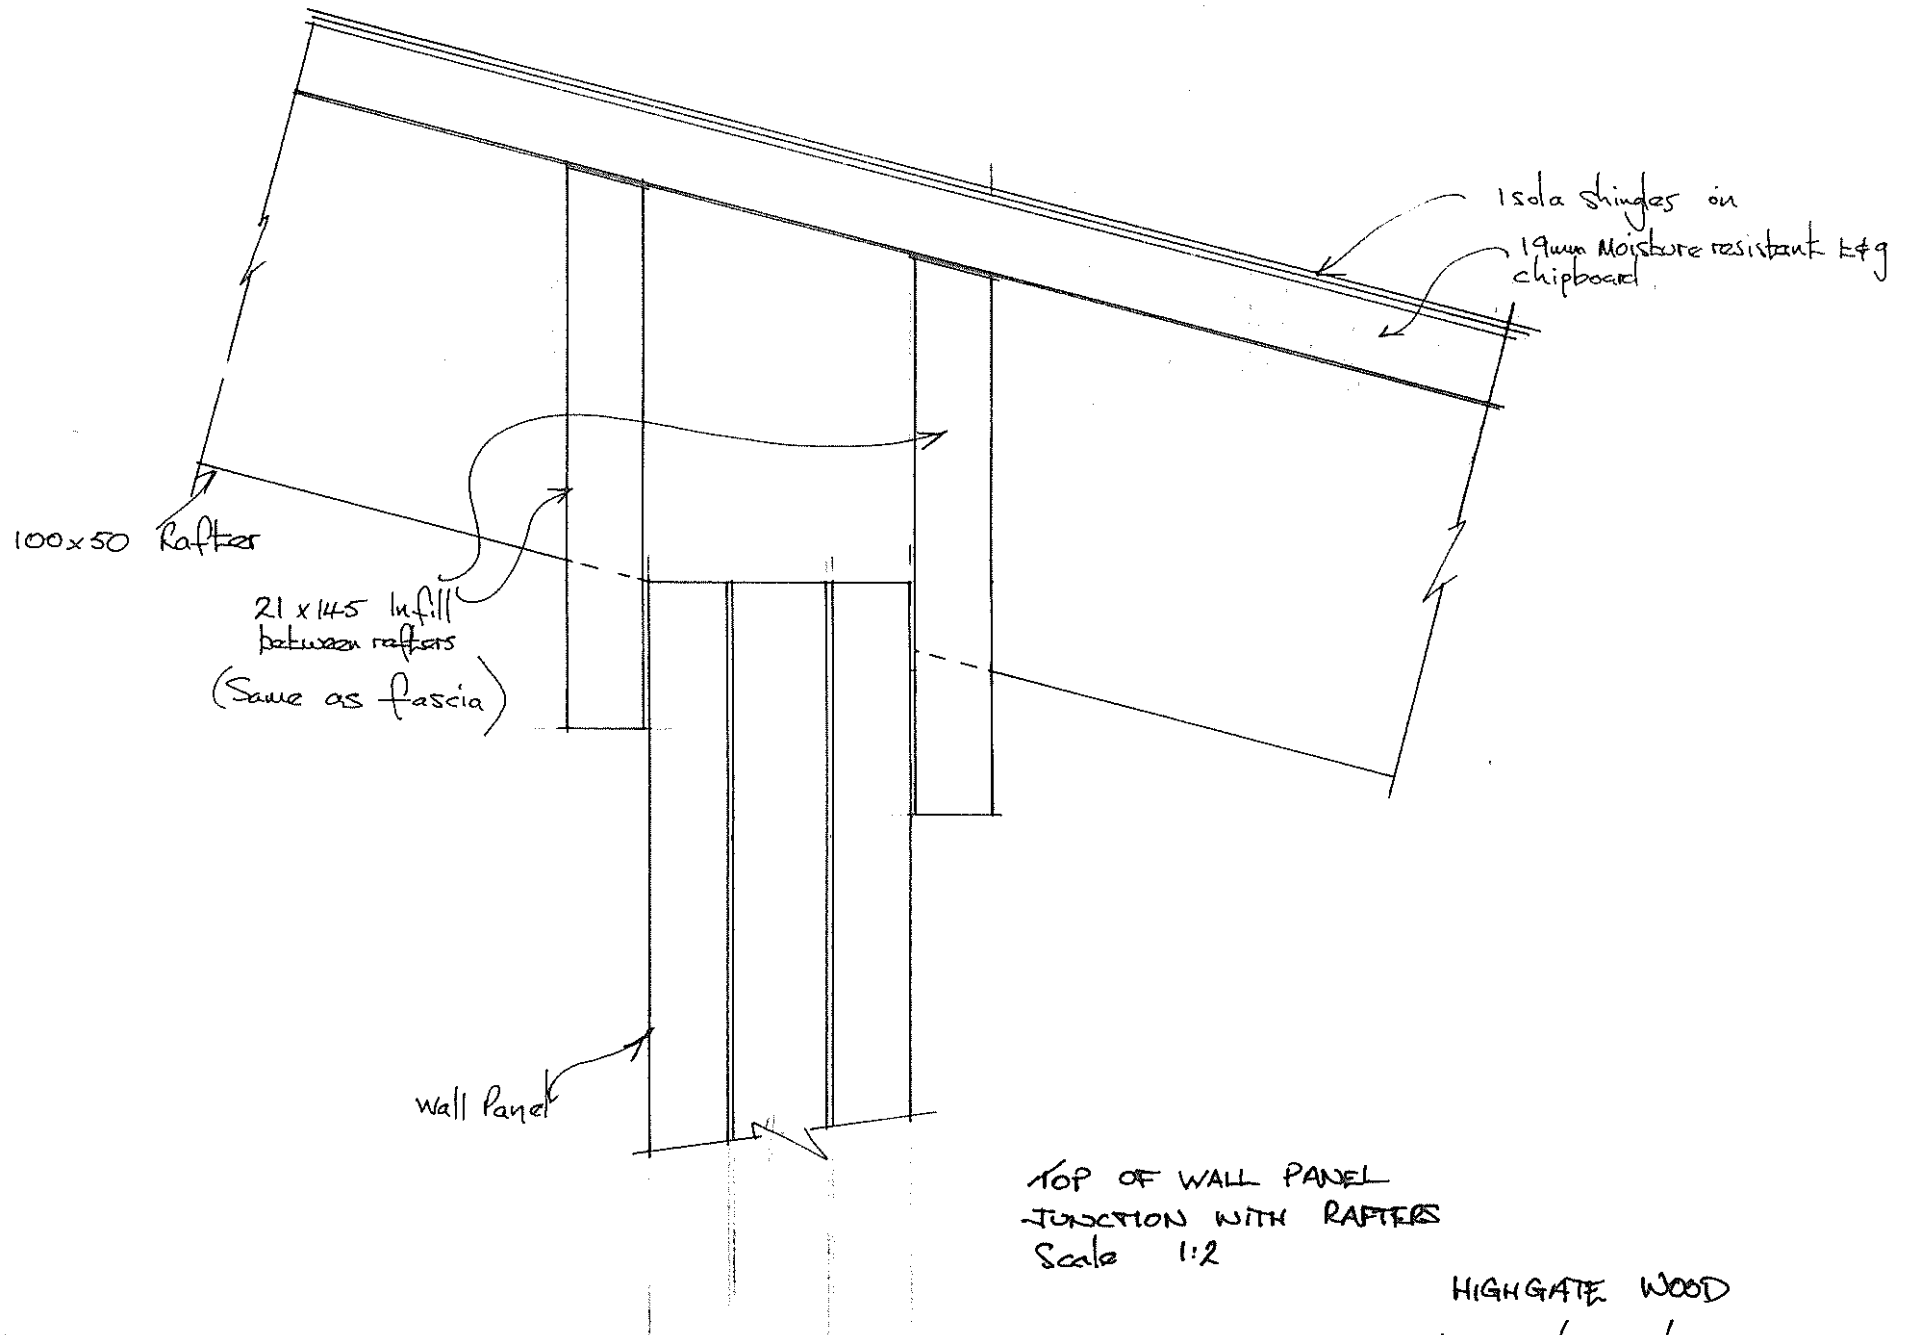 Isola shingles on
19mm Moisture resistant t&g
chipboard.
100x50 Rafter
21 x 145 Infill
between rafters
(Same as fascia)
Wall Panel
TOP OF WALL PANEL
JUNCTION WITH RAFTERS
Scale 1:2
HIGHGATE WOOD